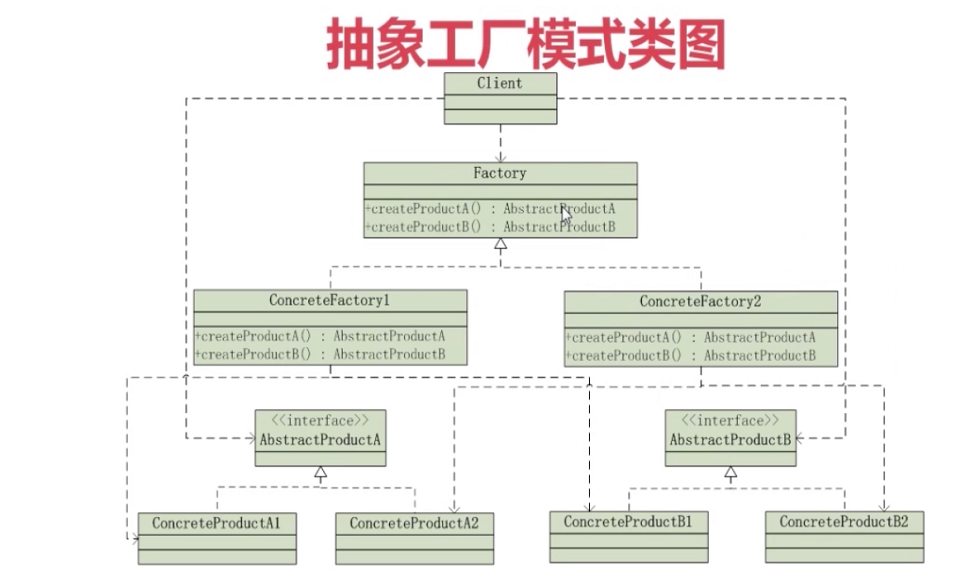 抽象工厂模式类图
Client
Factory
+createProductA() : AbstractProductA
+createProductB() : AbstractProductB
ConcreteFactory1
+createProductA() : AbstractProductA
+createProductB() : AbstractProductB
ConcreteFactory2
+createProductA() : AbstractProductA
+createProductB() : AbstractProductB
<<interface>>
AbstractProductA
<<interface>>
AbstractProductB
ConcreteProductA1
ConcreteProductA2
ConcreteProductB1
ConcreteProductB2